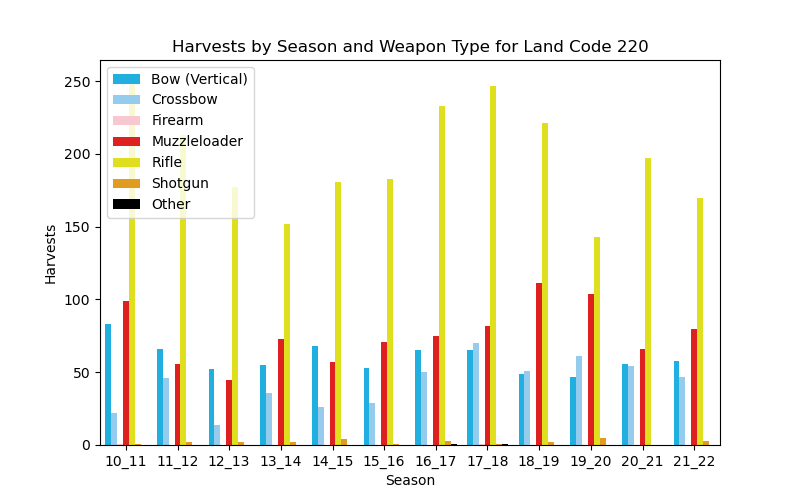 Harvests by Season and Weapon Type for Land Code 220
250
200
150
100
50
0
Harvests
Bow (Vertical)
Crossbow
Firearm
Muzzleloader
Rifle
Shotgun
Other
10_11 11_12 12_13 13_14 14_15 15_16 16_17 17_18 18_19 19_20 20_21 21_22
Season